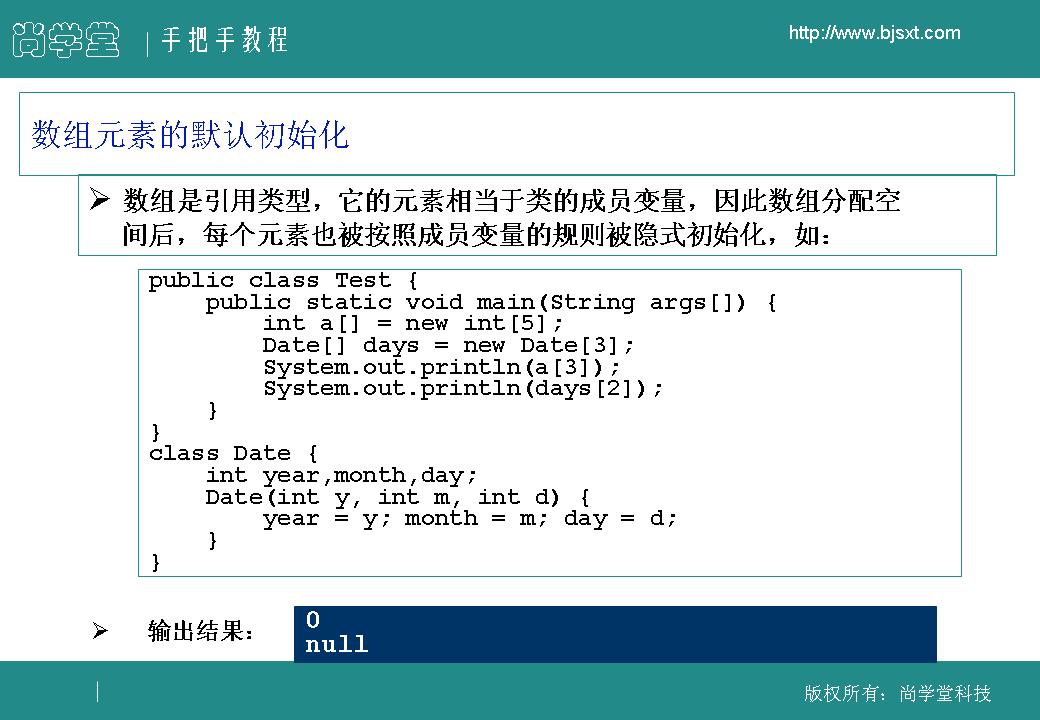 尚学堂 | 手把手教程
http://www.bjsxt.com
数组元素的默认初始化
➢ 数组是引用类型，它的元素相当于类的成员变量，因此数组分配空
间后，每个元素也被按照成员变量的规则被隐式初始化，如：
public class Test {
    public static void main(String args[]) {
        int a[] = new int[5];
        Date[] days = new Date[3];
        System.out.println(a[3]);
        System.out.println(days[2]);
    }
}
class Date {
    int year,month,day;
    Date(int y, int m, int d) {
        year = y; month = m; day = d;
    }
}
➢ 输出结果：
0
null
版权所有：尚学堂科技